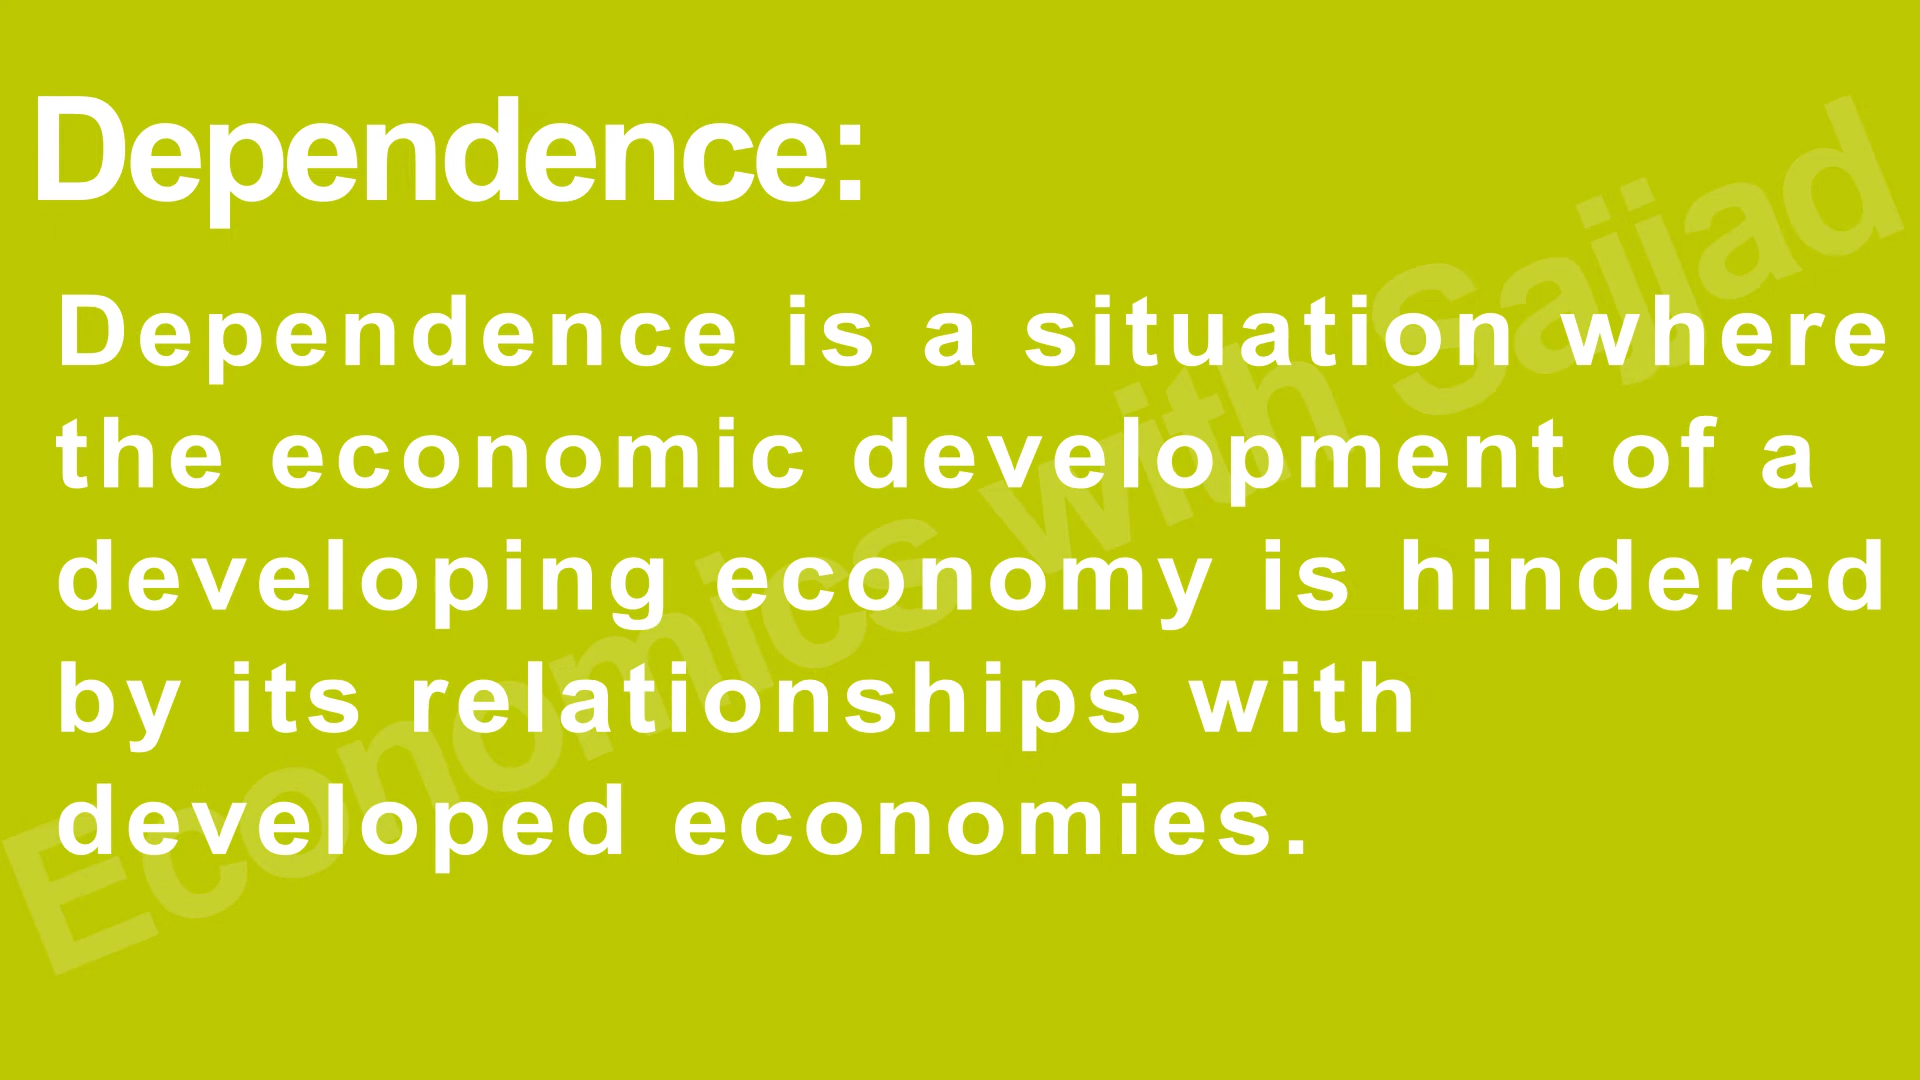 Dependence:
Dependence is a situation where
the economic development of a
developing economy is hindered
by its relationships with
developed economies.
Economics with Sajjad